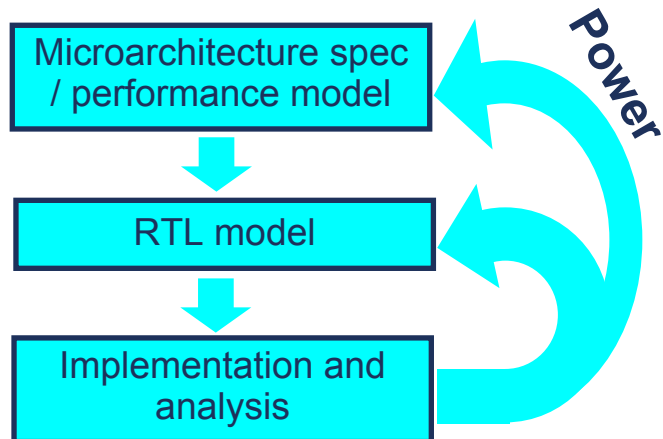 Microarchitecture spec
/ performance model
Power
RTL model
Implementation and
analysis